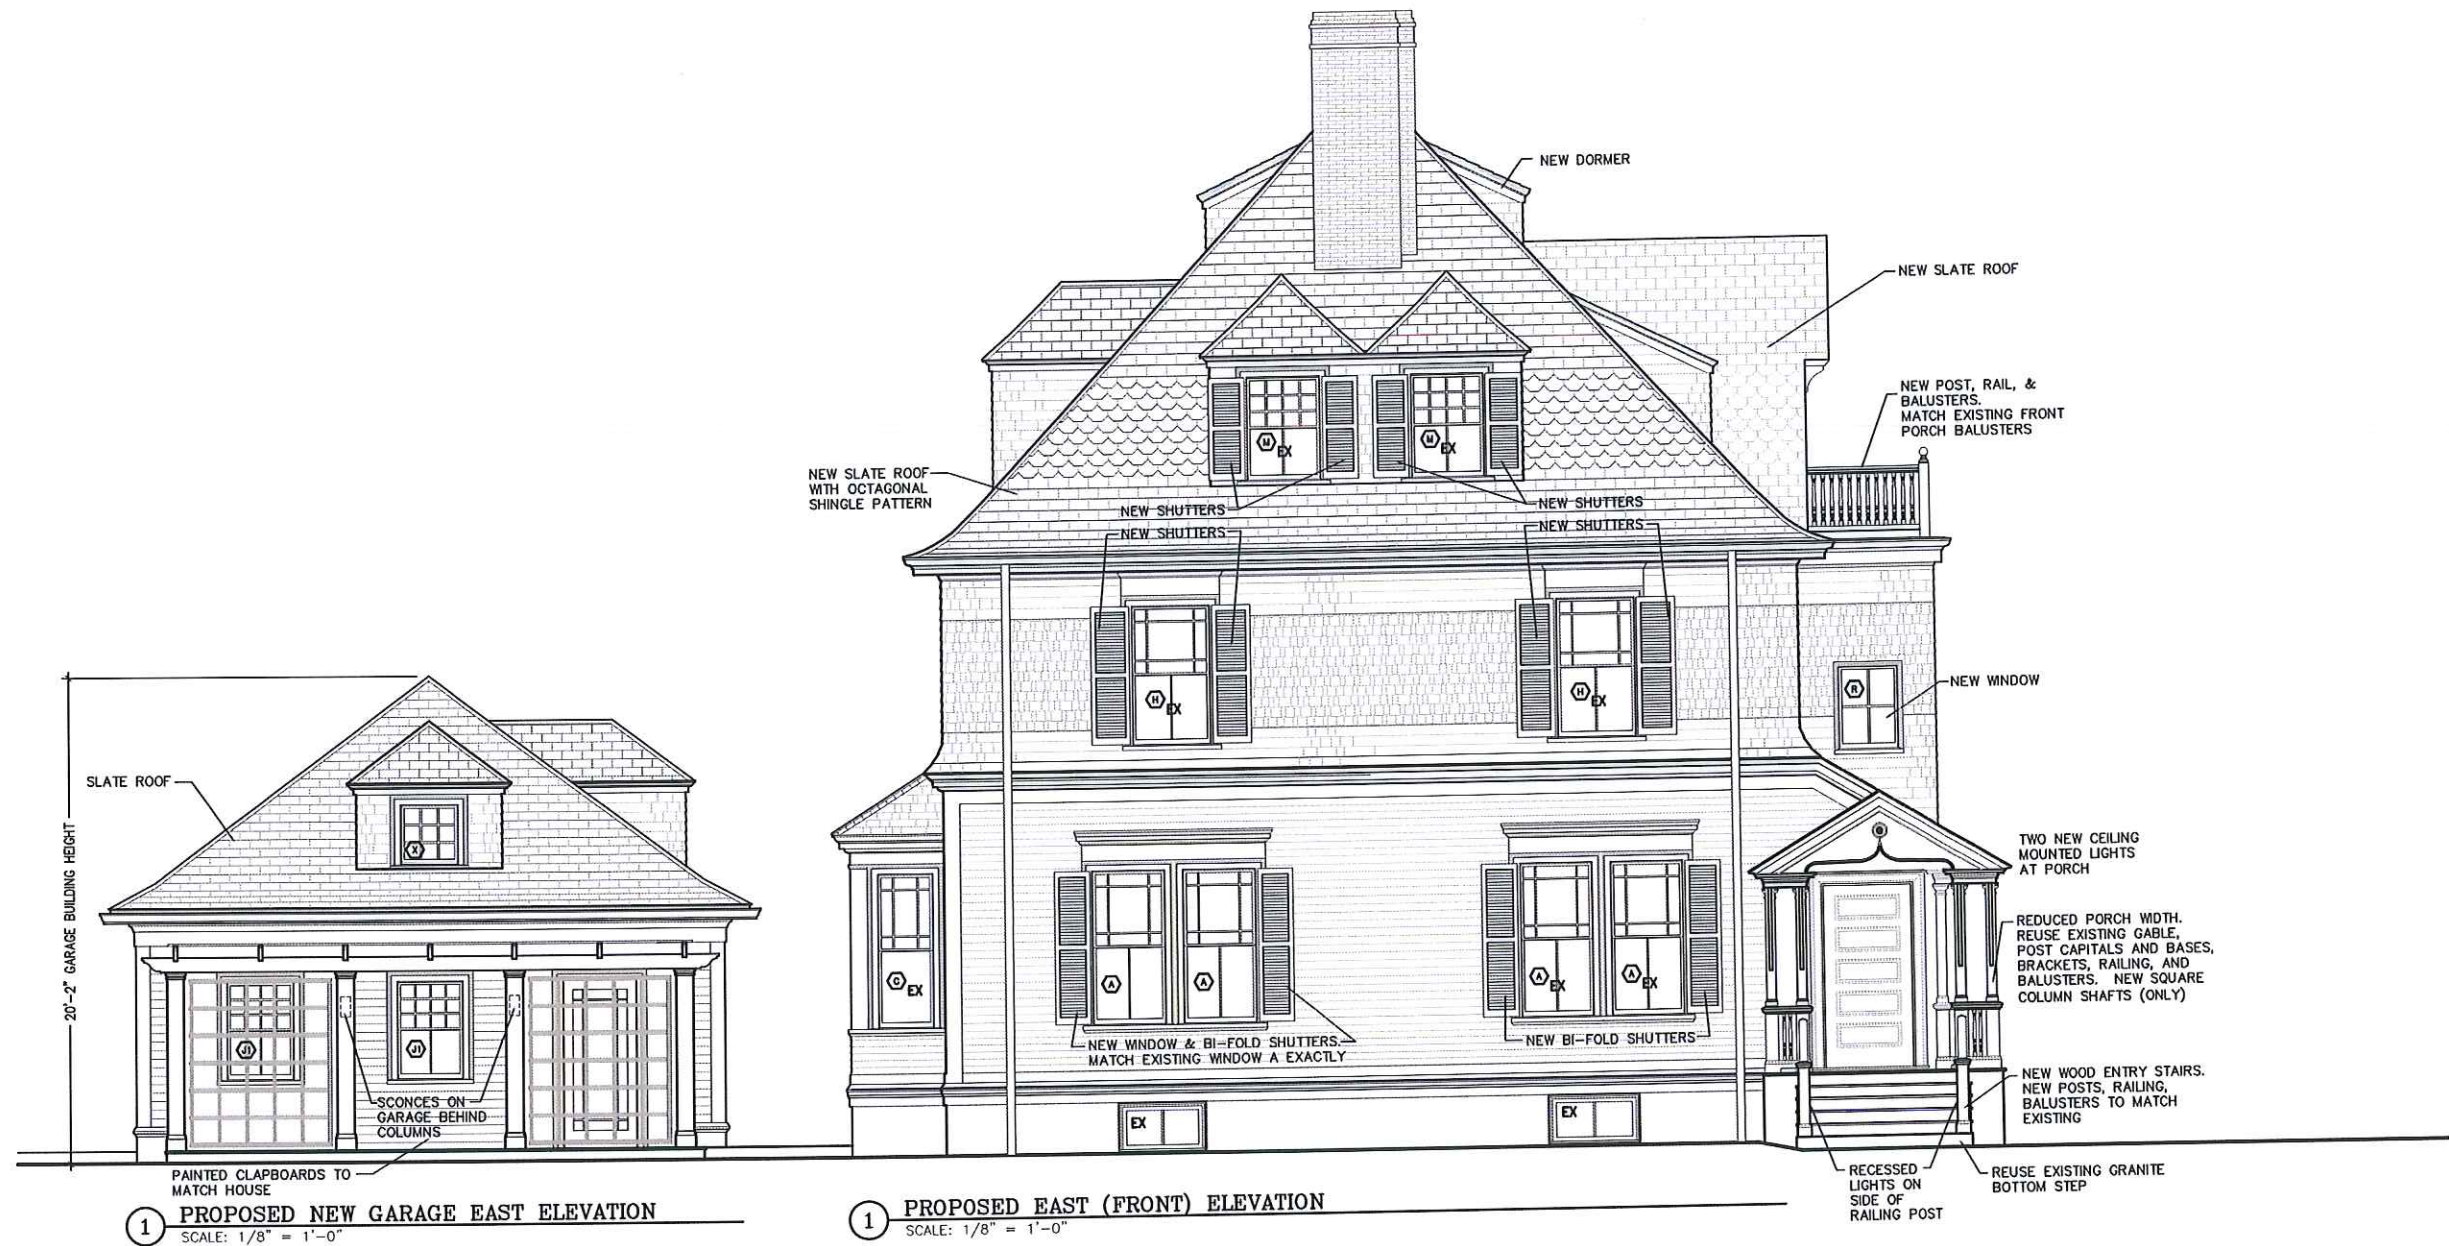 NEW DORMER
NEW SLATE ROOF
NEW POST, RAIL, &
BALUSTERS.
MATCH EXISTING FRONT
PORCH BALUSTERS
NEW SLATE ROOF
WITH OCTAGONAL
SHINGLE PATTERN
M EX
M EX
NEW SHUTTERS
NEW SHUTTERS
NEW SHUTTERS
NEW SHUTTERS
H EX
H EX
R
NEW WINDOW
SLATE ROOF
20'-2" GARAGE BUILDING HEIGHT
X
J1
J1
SCONCES ON
GARAGE BEHIND
COLUMNS
PAINTED CLAPBOARDS TO
MATCH HOUSE
EX
A
A
A EX
A EX
NEW WINDOW & BI-FOLD SHUTTERS.
MATCH EXISTING WINDOW A EXACTLY
NEW BI-FOLD SHUTTERS
EX
EX
TWO NEW CEILING
MOUNTED LIGHTS
AT PORCH
REDUCED PORCH WIDTH.
REUSE EXISTING GABLE,
POST CAPITALS AND BASES,
BRACKETS, RAILING, AND
BALUSTERS. NEW SQUARE
COLUMN SHAFTS (ONLY)
NEW WOOD ENTRY STAIRS.
NEW POSTS, RAILING,
BALUSTERS TO MATCH
EXISTING
RECESSED
LIGHTS ON
SIDE OF
RAILING POST
REUSE EXISTING GRANITE
BOTTOM STEP
1 PROPOSED NEW GARAGE EAST ELEVATION
SCALE: 1/8" = 1'-0"
1 PROPOSED EAST (FRONT) ELEVATION
SCALE: 1/8" = 1'-0"